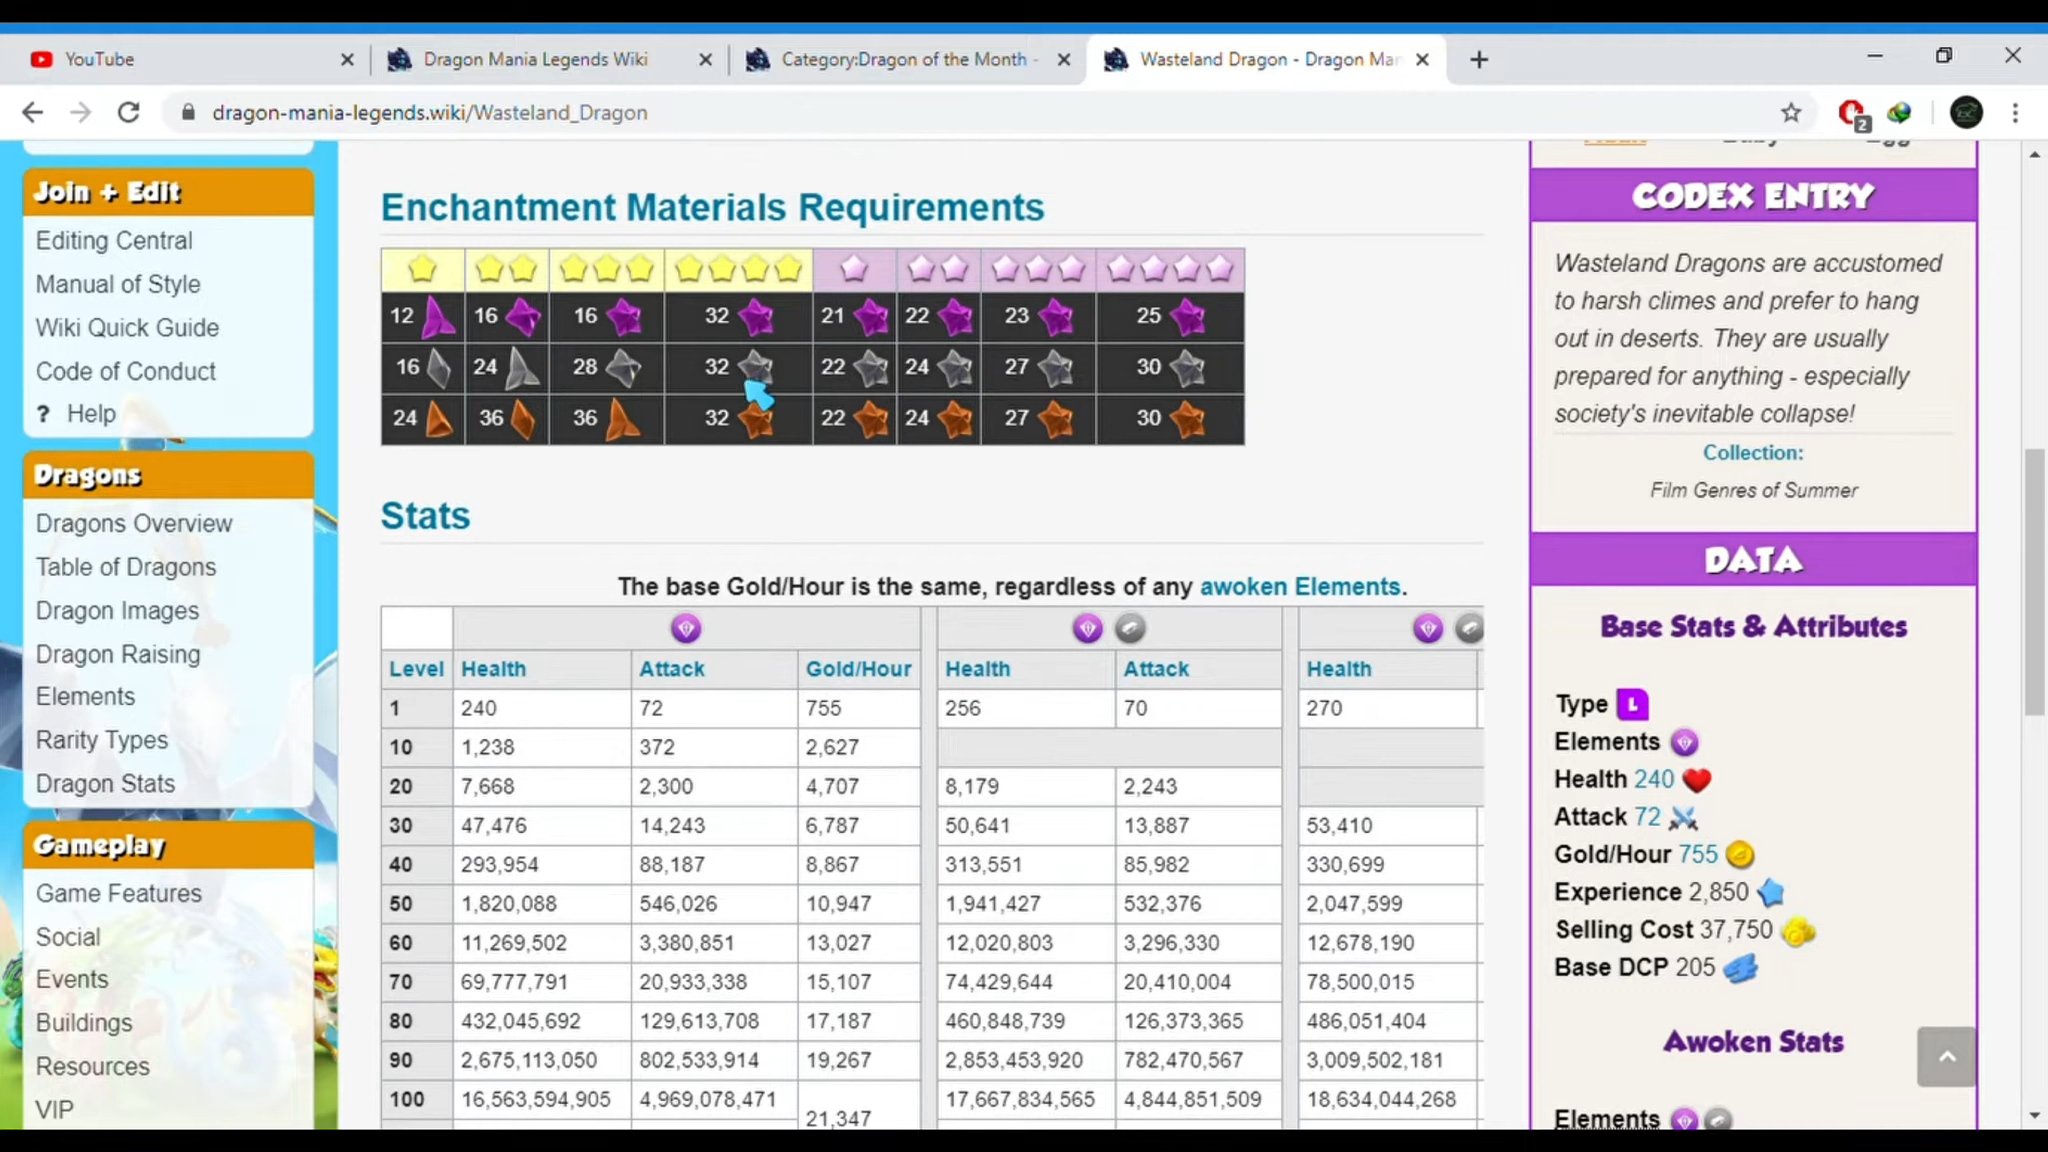 YouTube
Dragon Mania Legends Wiki
Category:Dragon of the Month -
Wasteland Dragon - Dragon Mar
dragon-mania-legends.wiki/Wasteland_Dragon
2
Join + Edit
Editing Central
Manual of Style
Wiki Quick Guide
Code of Conduct
? Help
Dragons
Dragons Overview
Table of Dragons
Dragon Images
Dragon Raising
Elements
Rarity Types
Dragon Stats
Gameplay
Game Features
Social
Events
Buildings
Resources
VIP
Enchantment Materials Requirements
12 16 16 32 21 22 23 25
16 24 28 32 22 24 27 30
24 36 36 32 22 24 27 30
Stats
The base Gold/Hour is the same, regardless of any awoken Elements.
Level Health Attack Gold/Hour Health Attack Health
1 240 72 755 256 70 270
10 1,238 372 2,627
20 7,668 2,300 4,707 8,179 2,243
30 47,476 14,243 6,787 50,641 13,887 53,410
40 293,954 88,187 8,867 313,551 85,982 330,699
50 1,820,088 546,026 10,947 1,941,427 532,376 2,047,599
60 11,269,502 3,380,851 13,027 12,020,803 3,296,330 12,678,190
70 69,777,791 20,933,338 15,107 74,429,644 20,410,004 78,500,015
80 432,045,692 129,613,708 17,187 460,848,739 126,373,365 486,051,404
90 2,675,113,050 802,533,914 19,267 2,853,453,920 782,470,567 3,009,502,181
100 16,563,594,905 4,969,078,471 21,347 17,667,834,565 4,844,851,509 18,634,044,268
Baby Egg
CODEX ENTRY
Wasteland Dragons are accustomed
to harsh climes and prefer to hang
out in deserts. They are usually
prepared for anything - especially
society's inevitable collapse!
Collection:
Film Genres of Summer
DATA
Base Stats & Attributes
Type L
Elements
Health 240
Attack 72
Gold/Hour 755
Experience 2,850
Selling Cost 37,750
Base DCP 205
Awoken Stats
Elements